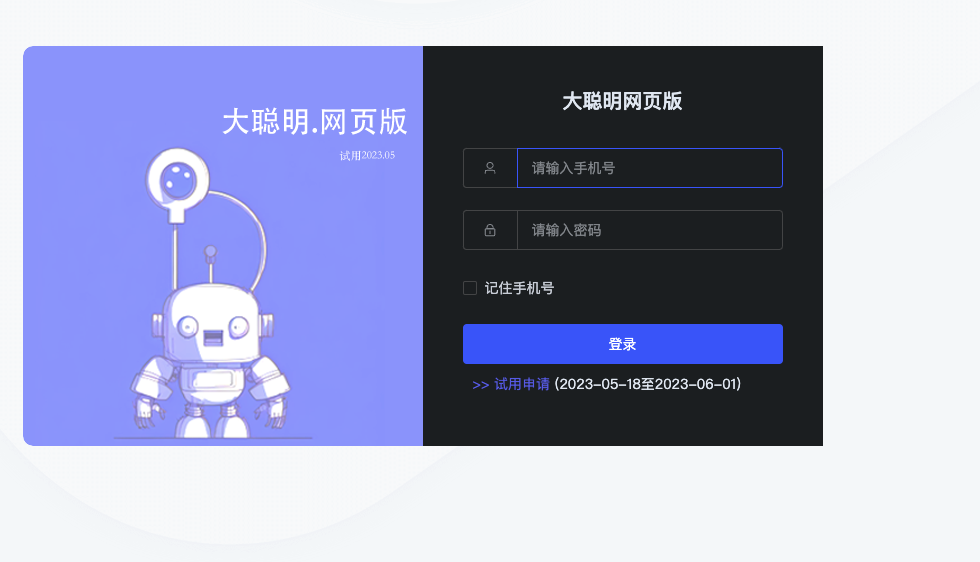 大聪明.网页版
试用2023.05
大聪明网页版
请输入手机号
请输入密码
记住手机号
登录
>> 试用申请 (2023-05-18至2023-06-01)